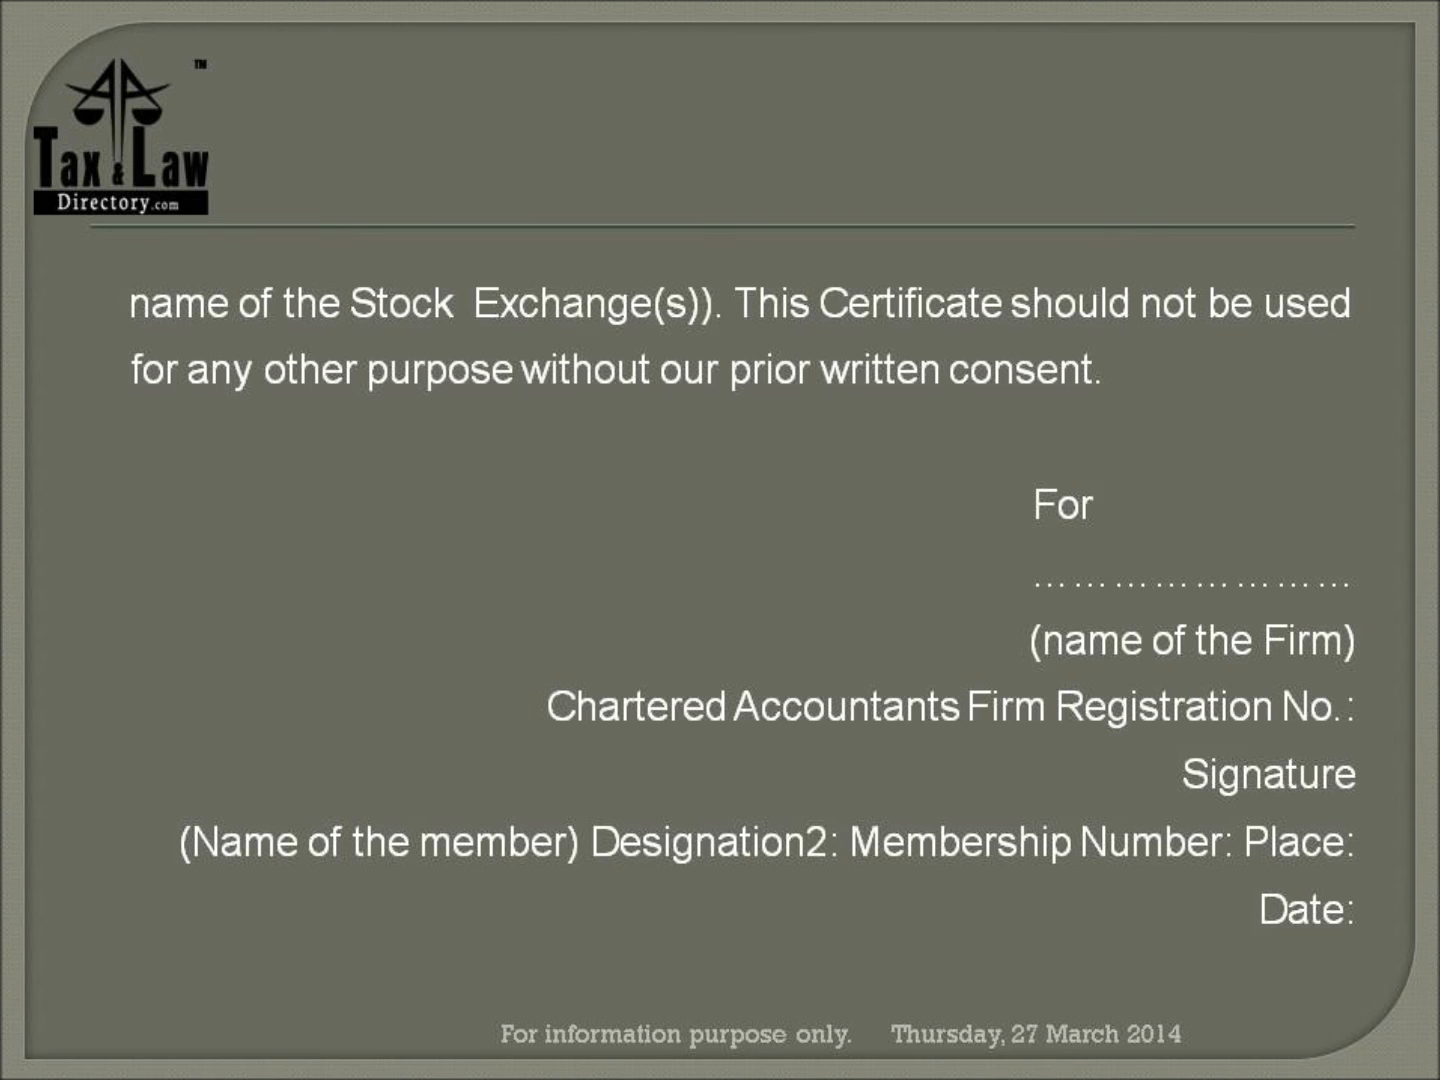 TM
Tax & Law
Directory.com
name of the Stock Exchange(s)). This Certificate should not be used
for any other purpose without our prior written consent.
For
……………………
(name of the Firm)
Chartered Accountants Firm Registration No.:
Signature
(Name of the member) Designation2: Membership Number: Place:
Date:
For information purpose only. Thursday, 27 March 2014